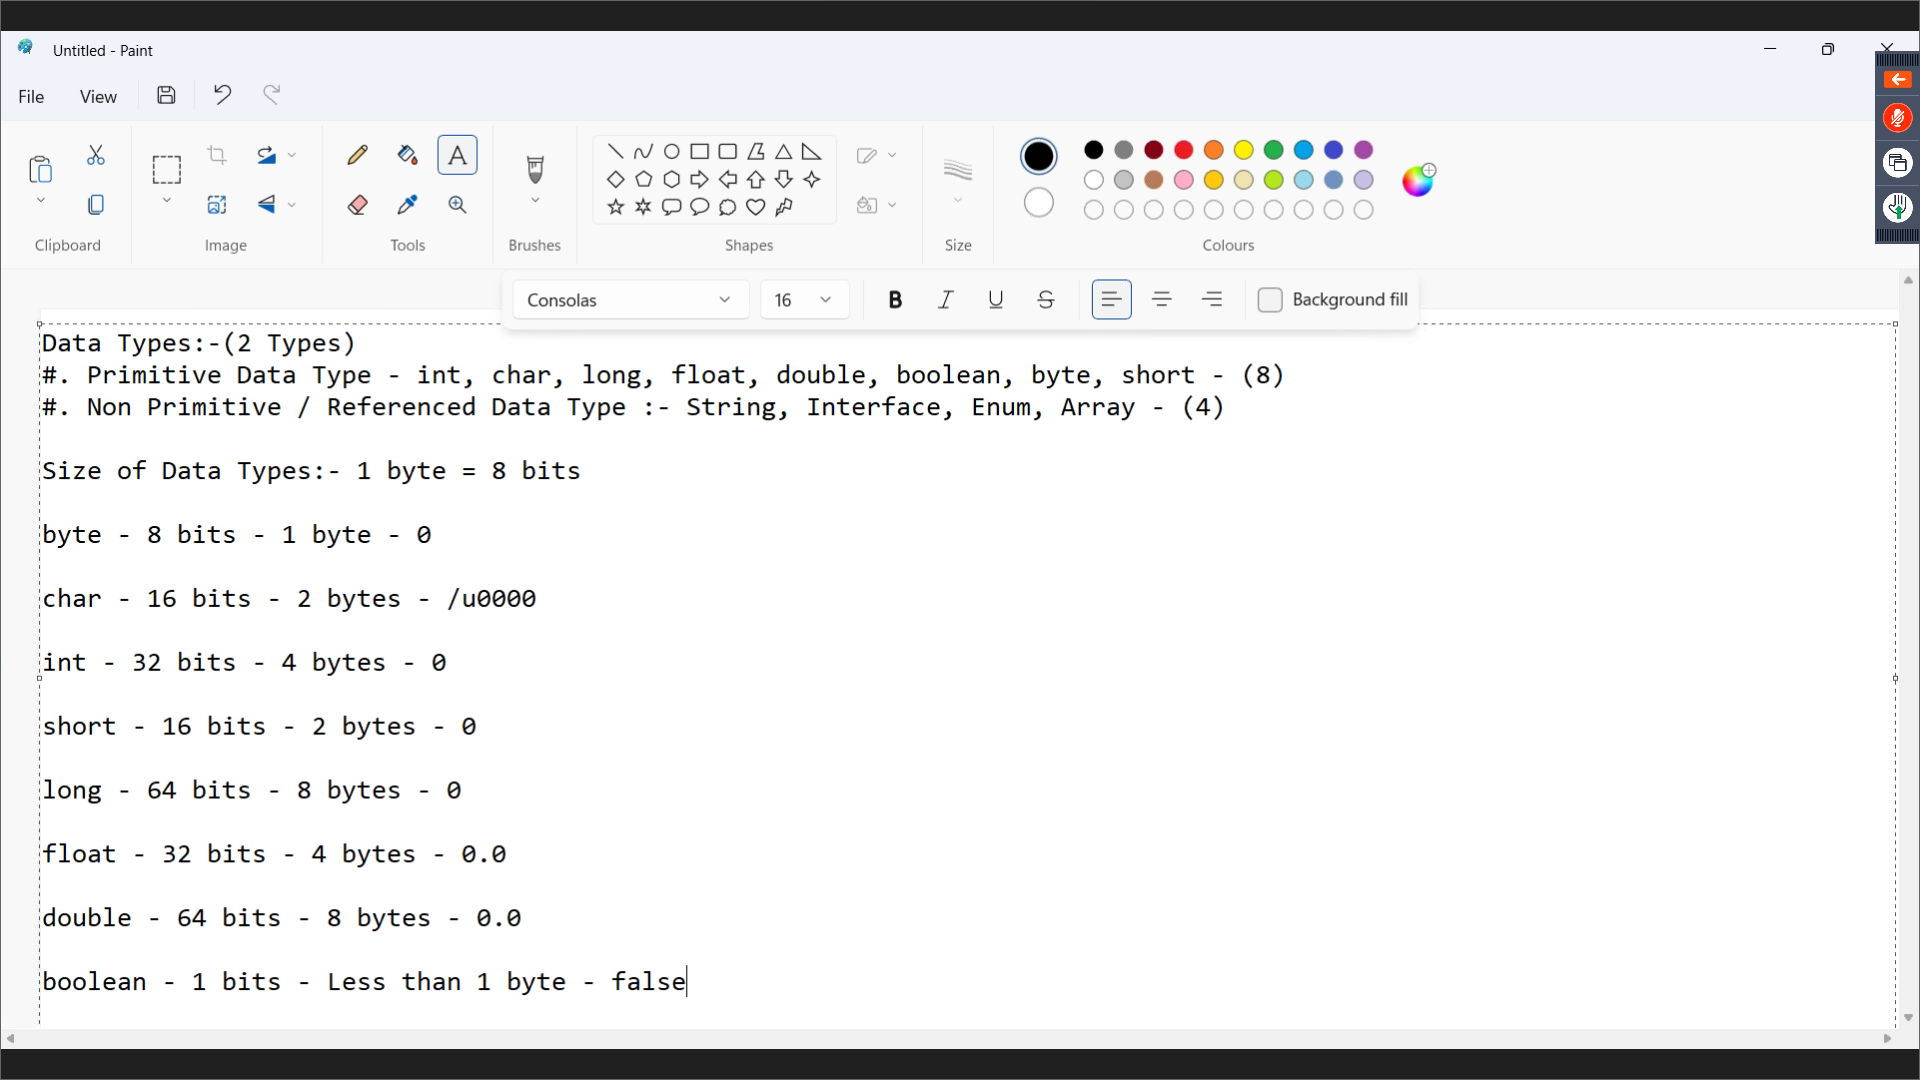 Untitled - Paint
File View
Clipboard Image Tools Brushes Shapes Size Colours
Consolas 16 B I U S Background fill
Data Types:-(2 Types)
#. Primitive Data Type - int, char, long, float, double, boolean, byte, short - (8)
#. Non Primitive / Referenced Data Type :- String, Interface, Enum, Array - (4)
Size of Data Types:- 1 byte = 8 bits
byte - 8 bits - 1 byte - 0
char - 16 bits - 2 bytes - /u0000
int - 32 bits - 4 bytes - 0
short - 16 bits - 2 bytes - 0
long - 64 bits - 8 bytes - 0
float - 32 bits - 4 bytes - 0.0
double - 64 bits - 8 bytes - 0.0
boolean - 1 bits - Less than 1 byte - false